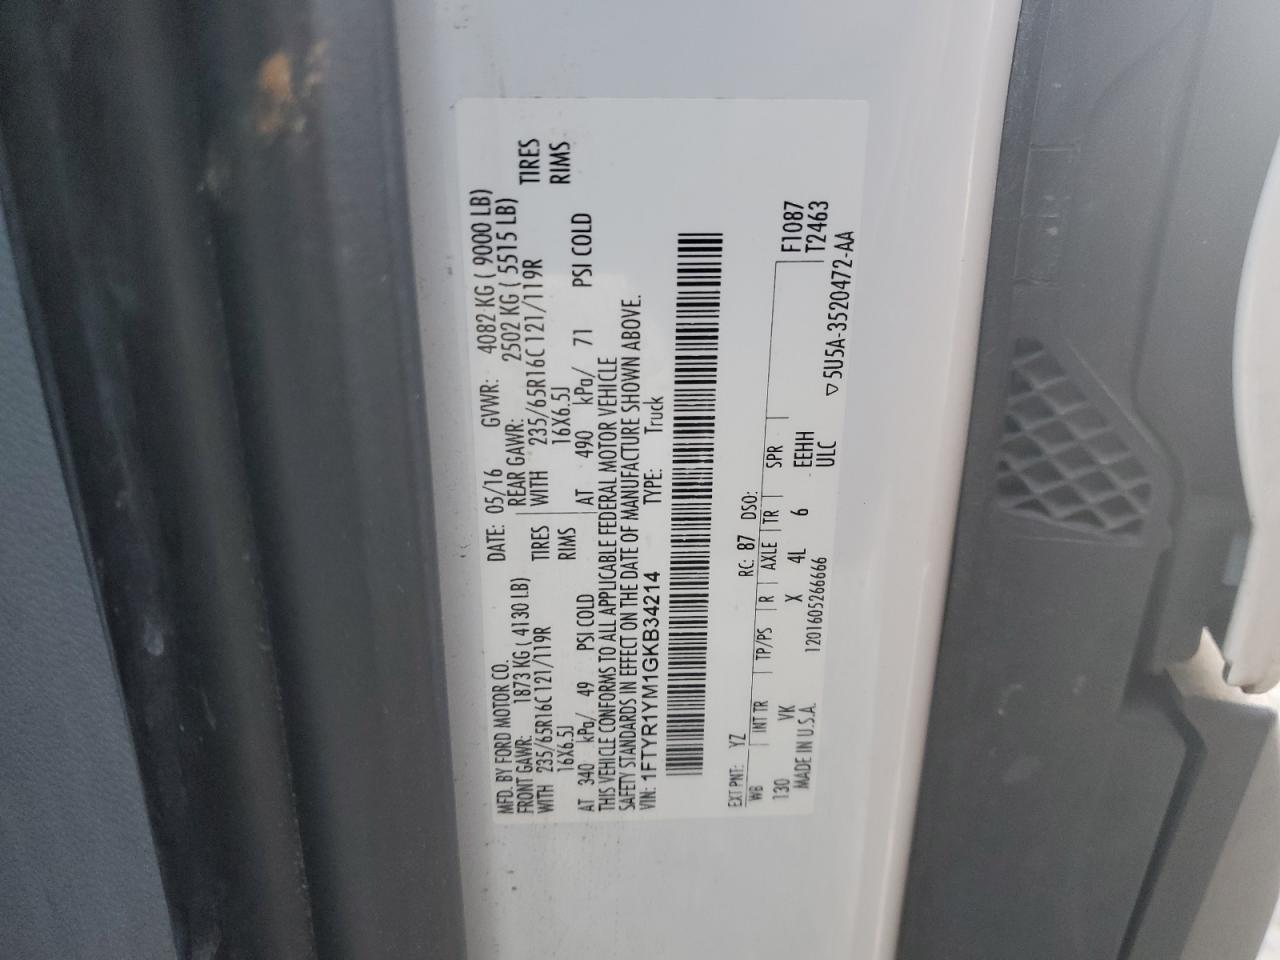 MFD. BY FORD MOTOR CO. DATE: 05/16 GVWR: 4082 KG ( 9000 LB)
FRONT GAWR: 1873 KG ( 4130 LB) REAR GAWR: 2502 KG ( 5515 LB)
WITH 235/65R16C 121/119R TIRES WITH 235/65R16C 121/119R TIRES
16X6.5J RIMS 16X6.5J RIMS
AT 340 kPa/ 49 PSI COLD AT 490 kPa/ 71 PSI COLD
THIS VEHICLE CONFORMS TO ALL APPLICABLE FEDERAL MOTOR VEHICLE
SAFETY STANDARDS IN EFFECT ON THE DATE OF MANUFACTURE SHOWN ABOVE.
VIN: 1FTYR1YM1GKB34214 TYPE: Truck
EXT PNT: YZ RC: 87 DSO:
WB INT TR TP/PS R AXLE TR SPR F1087
130 VK X 4L 6 EEHH T2463
MADE IN U.S.A. 1201605266666 ULC
▽ 5U5A-3520472-AA